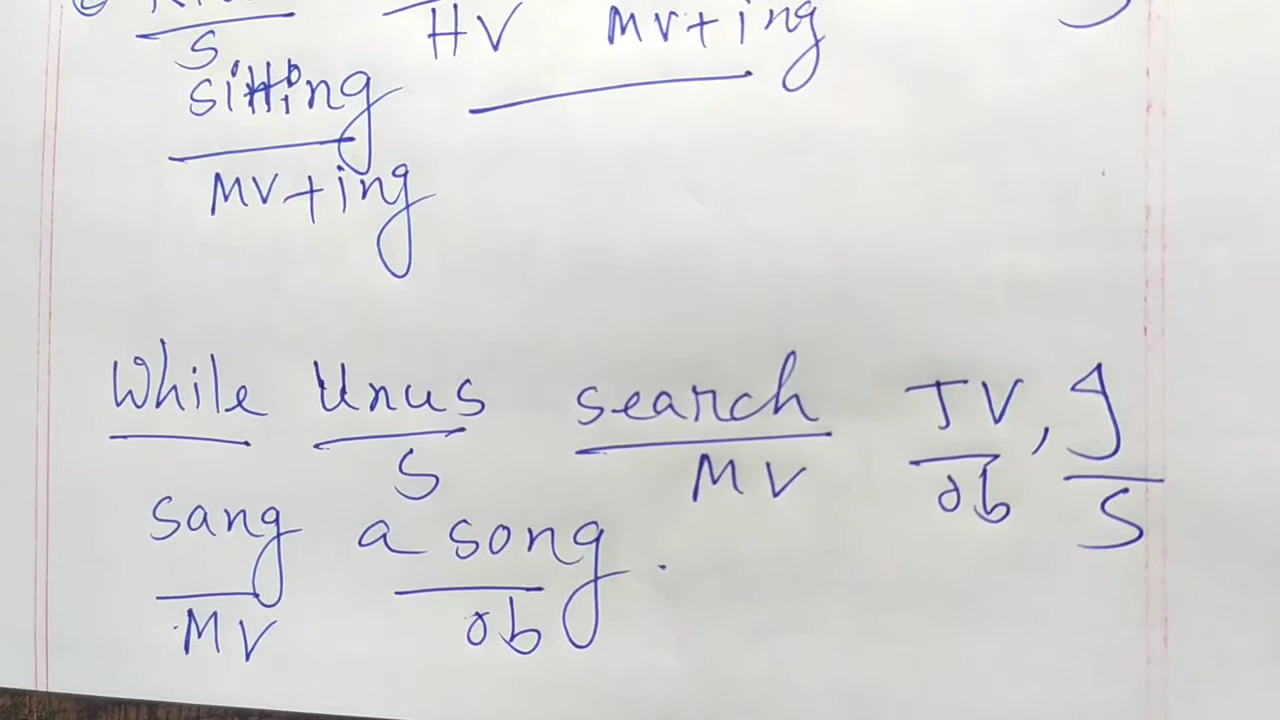 S HV MV+ing
sitting
MV+ing
While Unus search TV, I
S MV ob S
sang a song.
MV ob